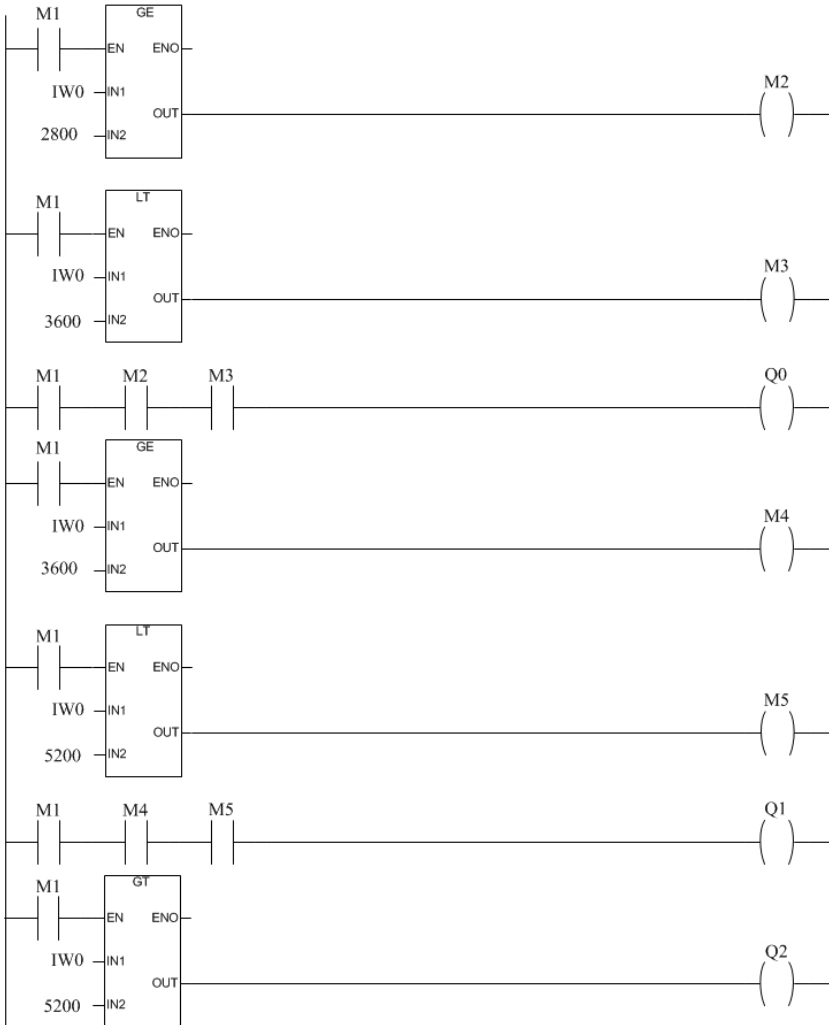 M1 GE
EN ENO
IW0 IN1 M2
OUT
2800 IN2
M1 LT
EN ENO
IW0 IN1 M3
OUT
3600 IN2
M1 M2 M3 Q0
M1 GE
EN ENO
IW0 IN1 M4
OUT
3600 IN2
M1 LT
EN ENO
IW0 IN1 M5
OUT
5200 IN2
M1 M4 M5 Q1
M1 GT
EN ENO
IW0 IN1 Q2
OUT
5200 IN2